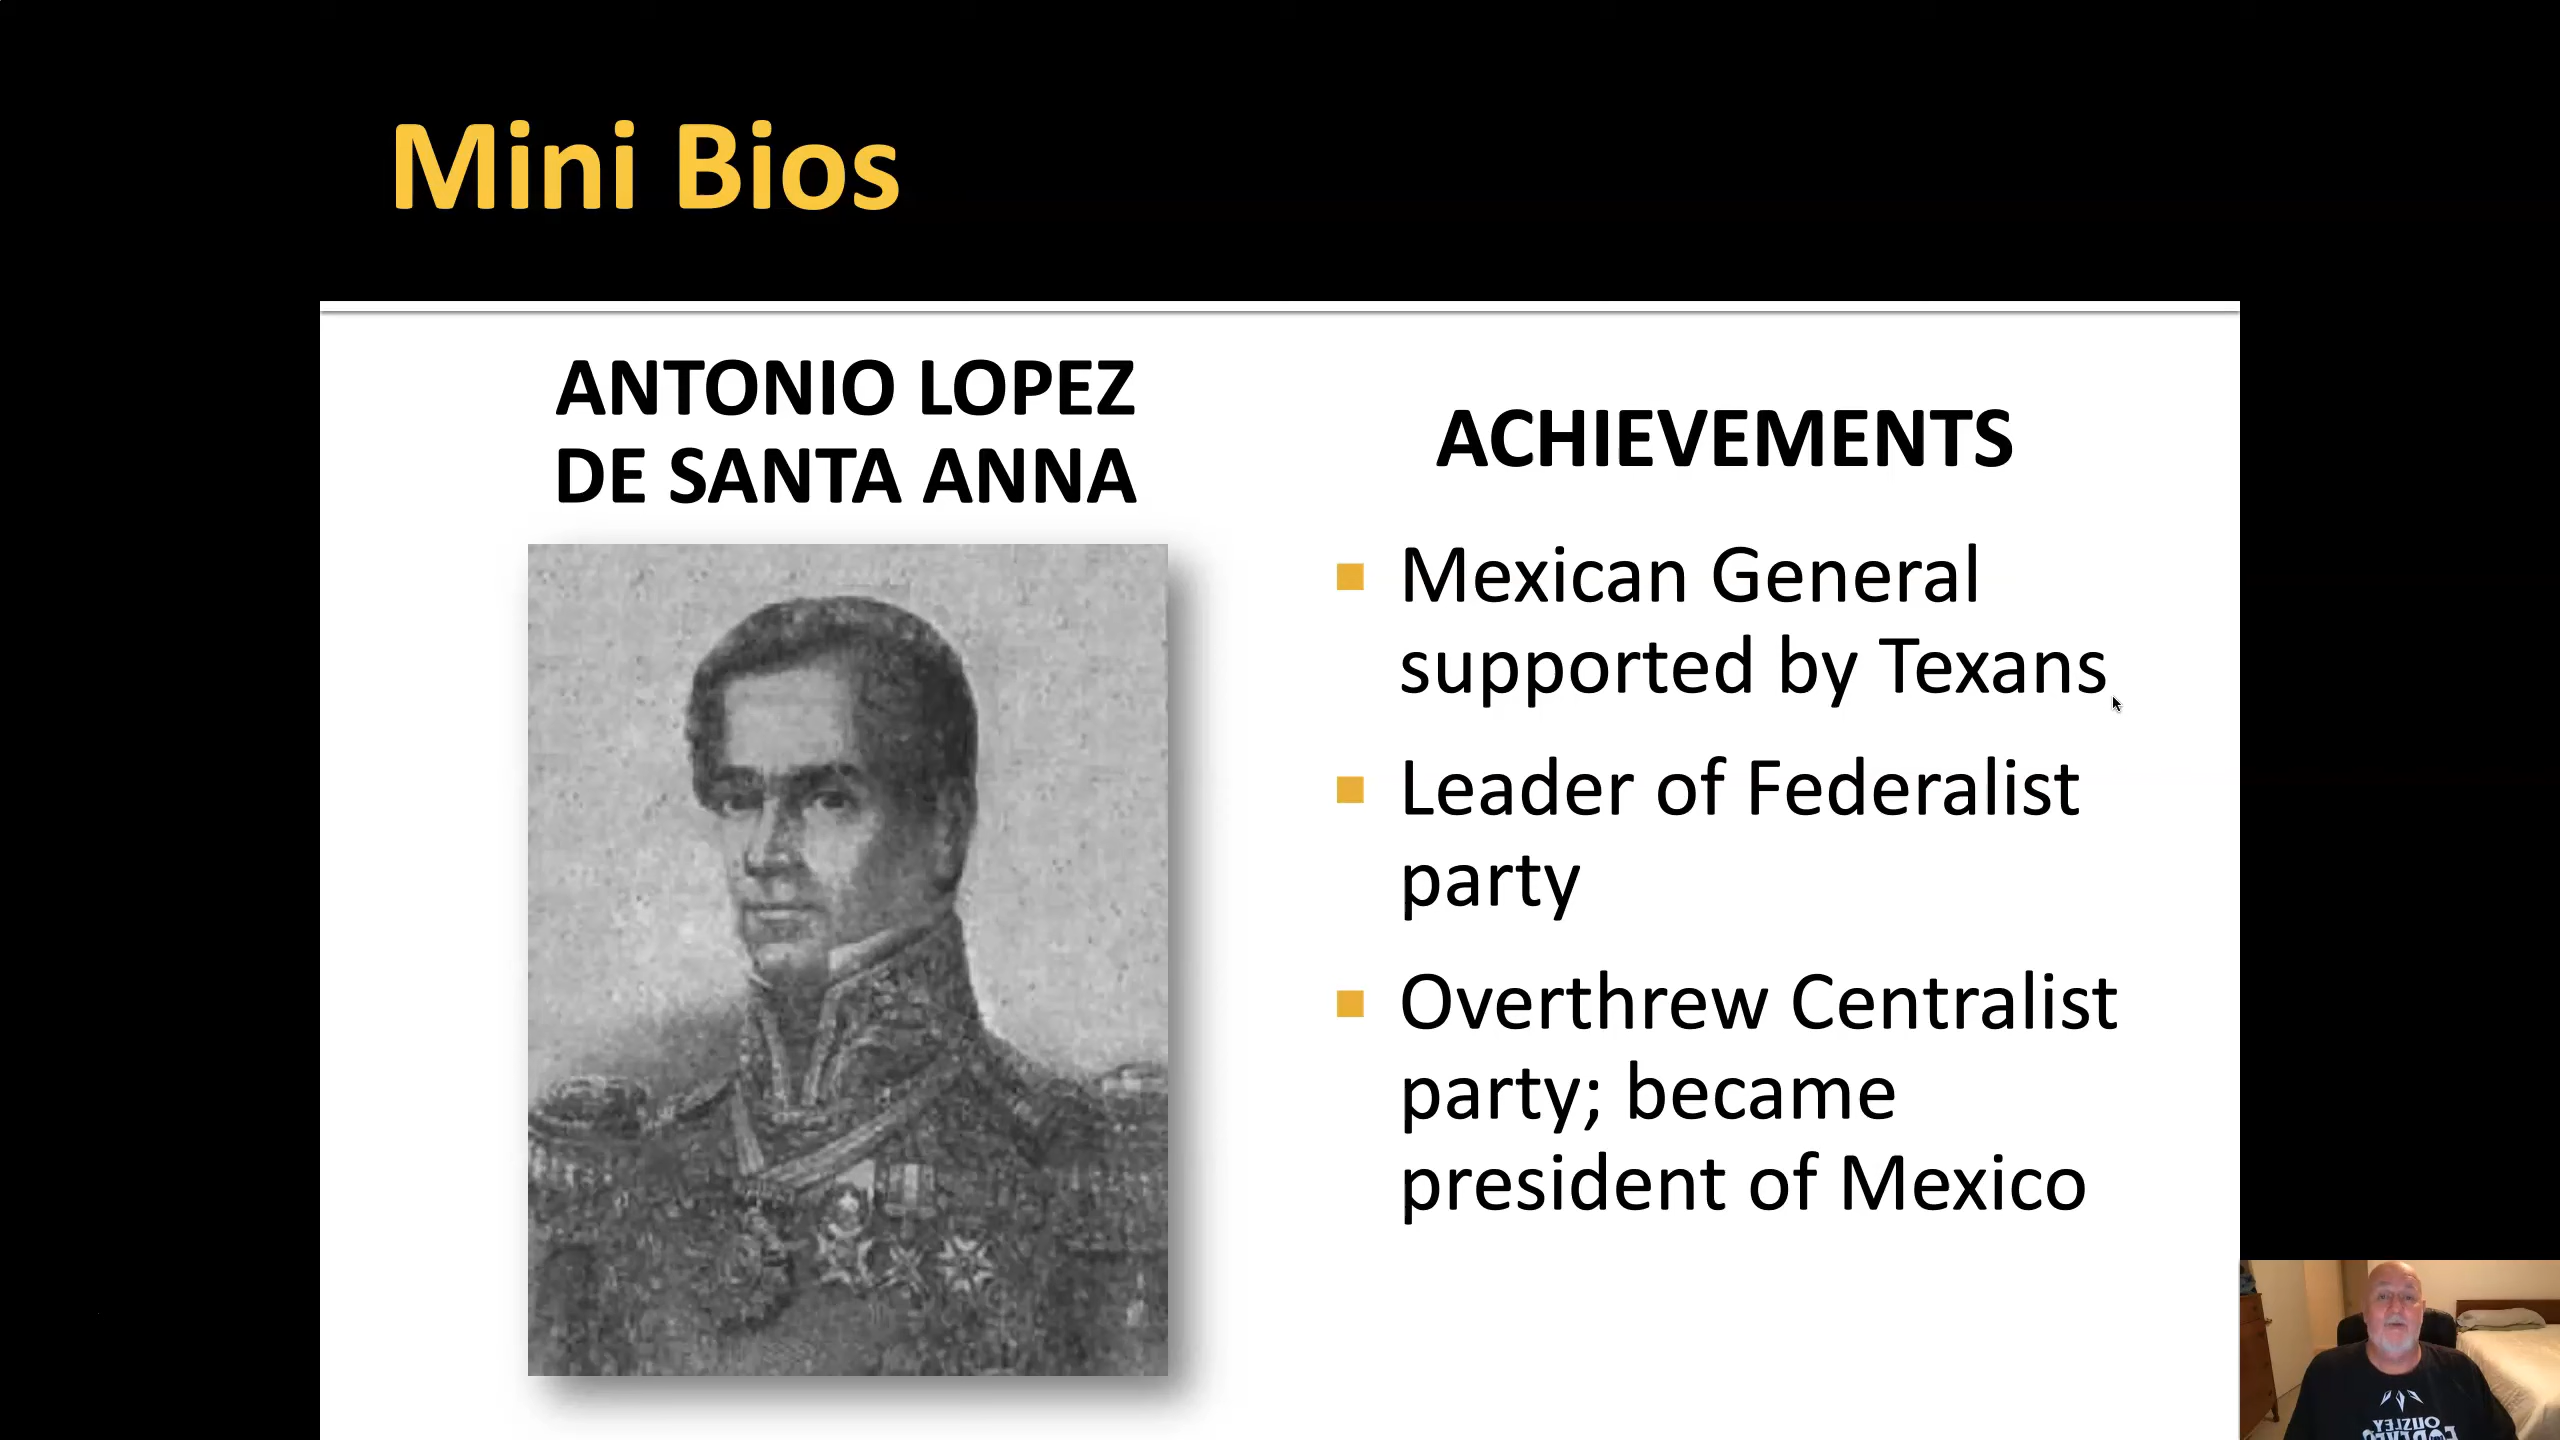 Mini Bios
ANTONIO LOPEZ
DE SANTA ANNA
ACHIEVEMENTS
Mexican General
supported by Texans
Leader of Federalist
party
Overthrew Centralist
party; became
president of Mexico
OUSLEY